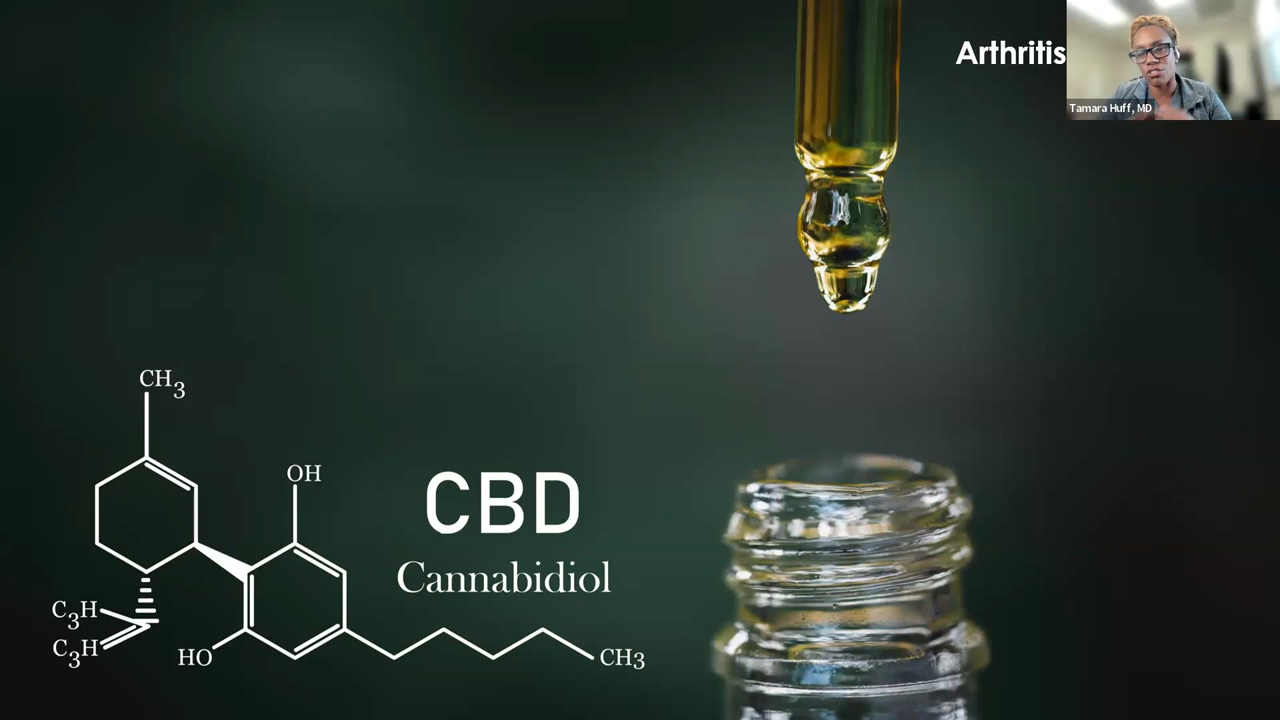 Arthritis
Tamara Huff, MD
CH3
OH
CBD
Cannabidiol
C3H
C3H
HO
CH3